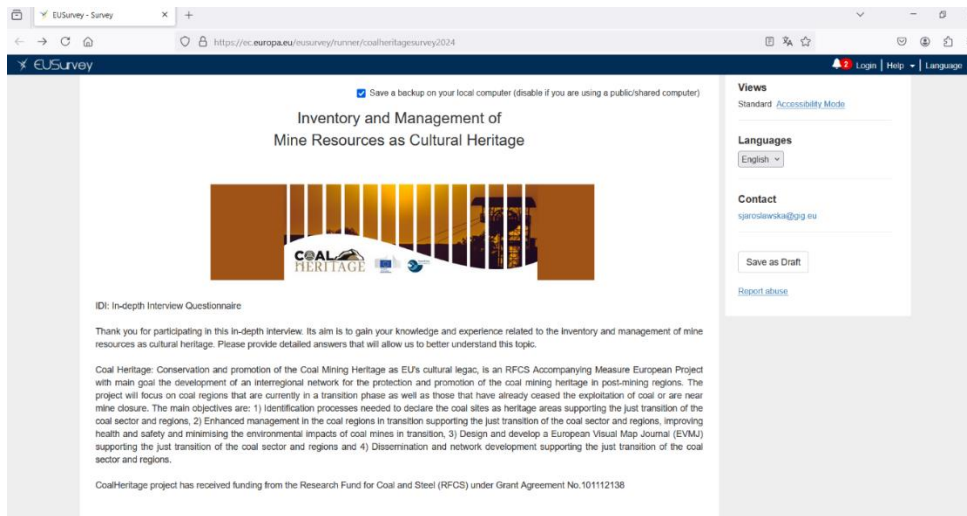 EUSurvey - Survey
https://ec.europa.eu/eusurvey/runner/coalheritagesurvey2024
EUSurvey
2 Login | Help | Language
Save a backup on your local computer (disable if you are using a public/shared computer)
Inventory and Management of
Mine Resources as Cultural Heritage
COAL
HERITAGE
IDI: In-depth Interview Questionnaire
Thank you for participating in this in-depth interview. Its aim is to gain your knowledge and experience related to the inventory and management of mine
resources as cultural heritage. Please provide detailed answers that will allow us to better understand this topic.
Coal Heritage: Conservation and promotion of the Coal Mining Heritage as EU's cultural legac, is an RFCS Accompanying Measure European Project
with main goal the development of an interregional network for the protection and promotion of the coal mining heritage in post-mining regions. The
project will focus on coal regions that are currently in a transition phase as well as those that have already ceased the exploitation of coal or are near
mine closure. The main objectives are: 1) Identification processes needed to declare the coal sites as heritage areas supporting the just transition of the
coal sector and regions, 2) Enhanced management in the coal regions in transition supporting the just transition of the coal sector and regions, improving
health and safety and minimising the environmental impacts of coal mines in transition, 3) Design and develop a European Visual Map Journal (EVMJ)
supporting the just transition of the coal sector and regions and 4) Dissemination and network development supporting the just transition of the coal
sector and regions.
CoalHeritage project has received funding from the Research Fund for Coal and Steel (RFCS) under Grant Agreement No.101112138
Views
Standard Accessibility Mode
Languages
English
Contact
sjaroslawska@gig.eu
Save as Draft
Report abuse